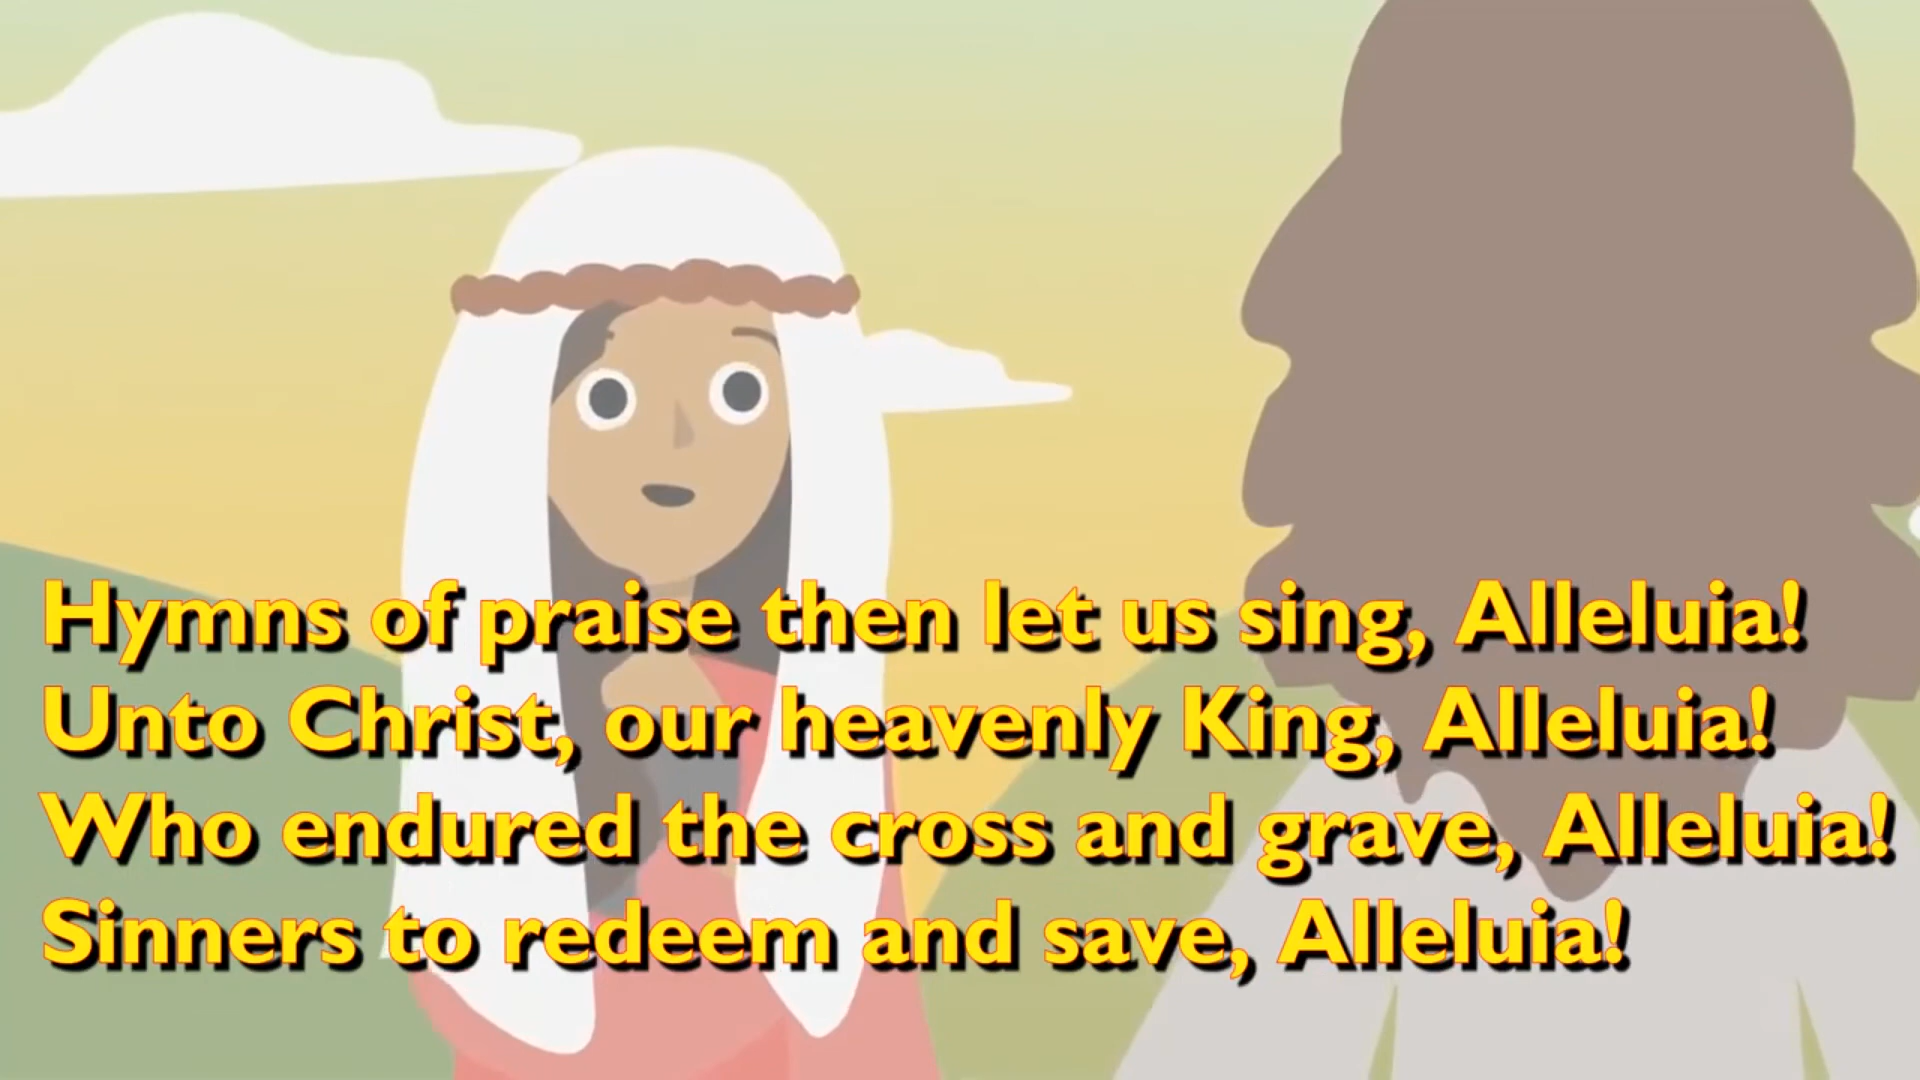 Hymns of praise then let us sing, Alleluia!
Unto Christ, our heavenly King, Alleluia!
Who endured the cross and grave, Alleluia!
Sinners to redeem and save, Alleluia!